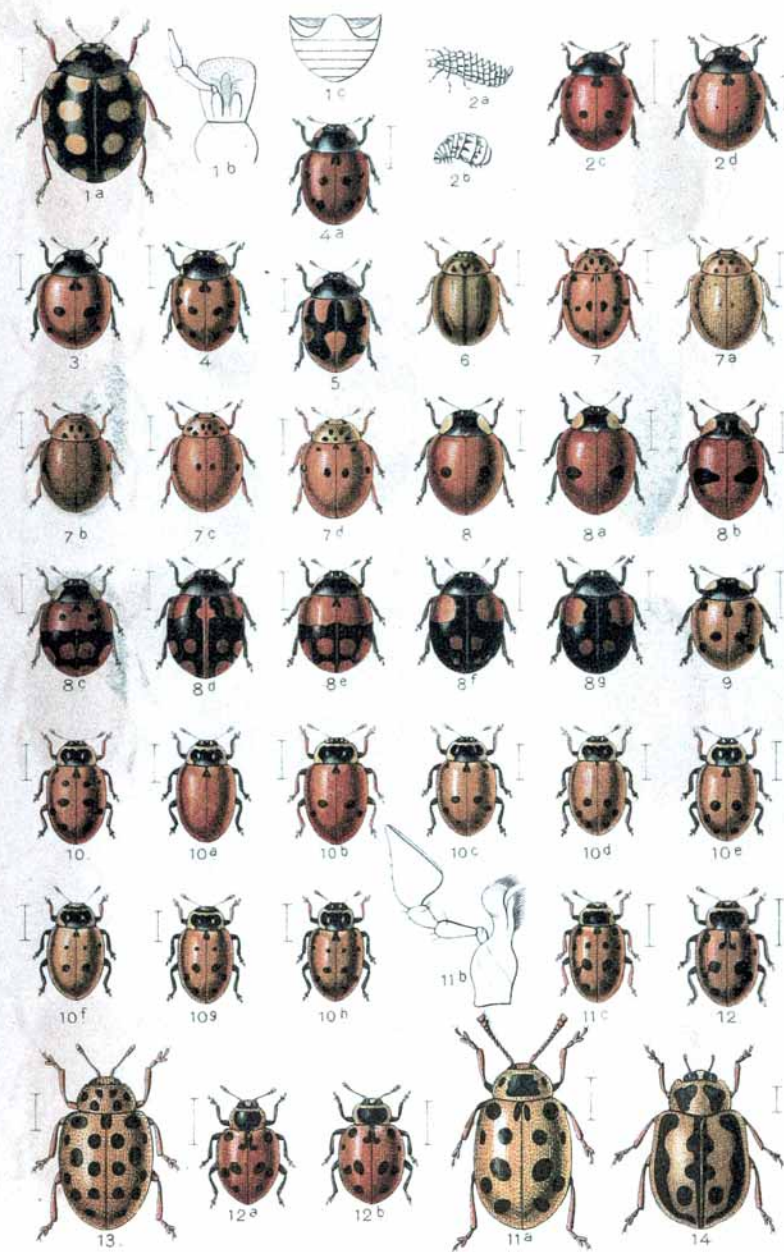 1a 1b 1c 2a 2b 2c 2d
4a
3. 4. 5 6 7 7a
7b 7c 7d 8 8a 8b
8c 8d 8e 8f 8g 9
10. 10a 10b 10c 10d 10e
10f 10g 10h 11b 11c 12.
13. 12a 12b 11a 14.